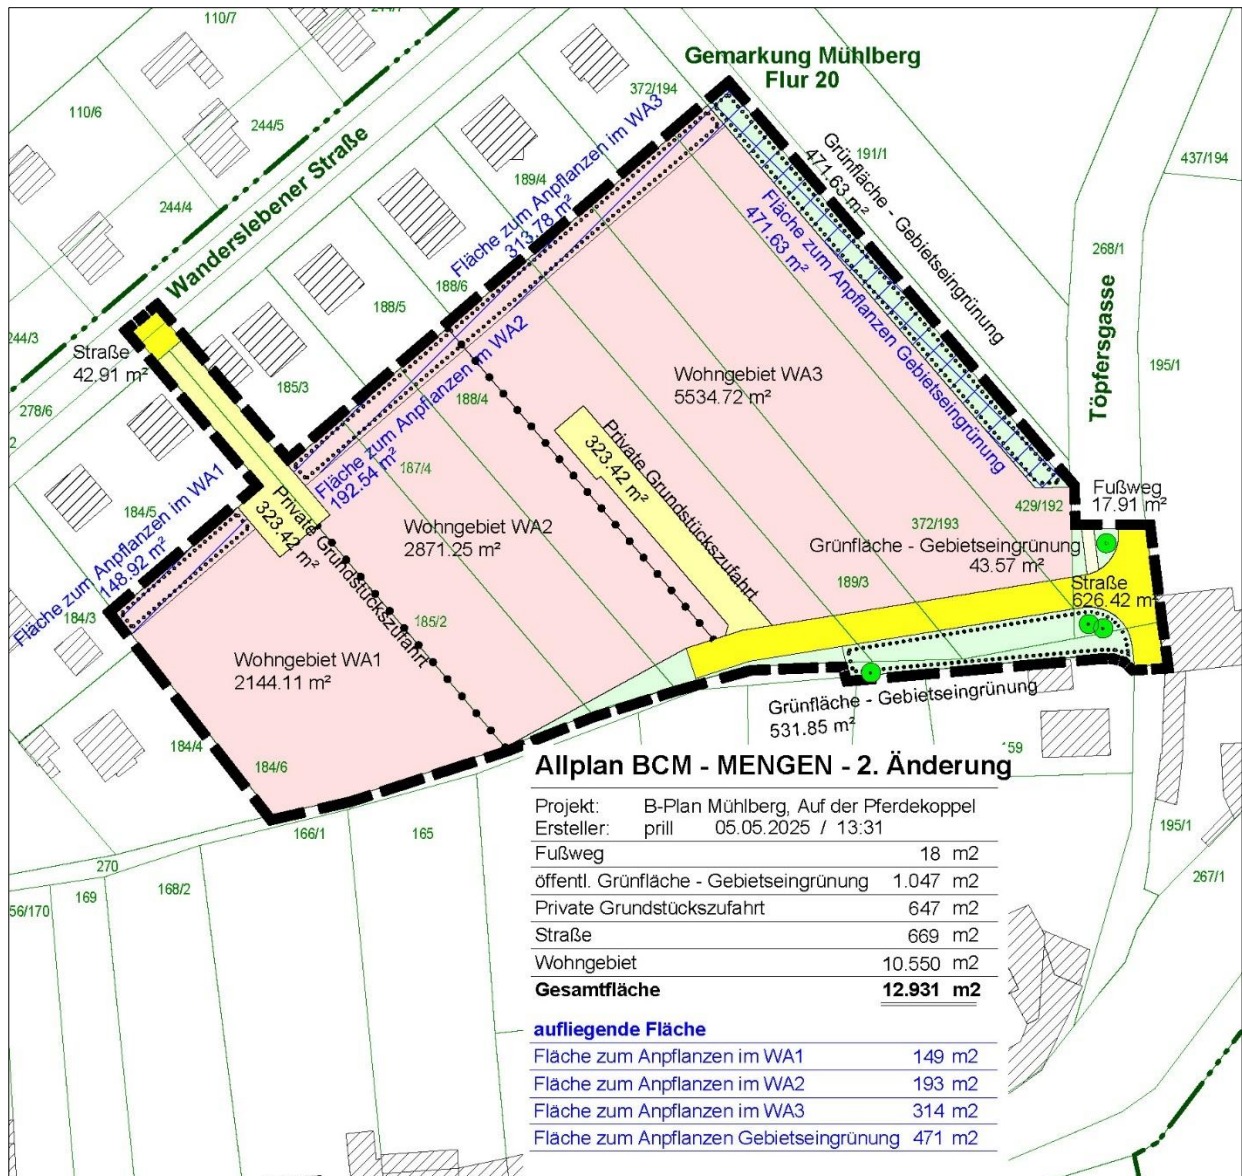 110/7
244/7
Gemarkung Mühlberg
Flur 20
372/194
110/6
244/5
191/1
437/194
Grünfläche - Gebietseingrünung
471.63 m²
Fläche zum Anpflanzen Gebietseingrünung
471.63 m²
Wanderslebener Straße
189/4
244/4
Fläche zum Anpflanzen im WA3
313.78 m²
268/1
Töpfersgasse
188/6
188/5
244/3
Straße
42.91 m²
185/3
195/1
278/6
2
Fläche zum Anpflanzen im WA2
192.54 m²
188/4
Wohngebiet WA3
5534.72 m²
Private Grundstückszufahrt
323.42 m²
187/4
Fußweg
17.91 m²
184/5
Fläche zum Anpflanzen im WA1
148.92 m²
Private Grundstückszufahrt
323.42 m²
Wohngebiet WA2
2871.25 m²
429/192
372/193
Grünfläche - Gebietseingrünung
43.57 m²
189/3
Straße
626.42 m²
184/3
185/2
Wohngebiet WA1
2144.11 m²
Grünfläche - Gebietseingrünung
531.85 m²
184/4
184/6
159
Allplan BCM - MENGEN - 2. Änderung
Projekt: B-Plan Mühlberg, Auf der Pferdekoppel
Ersteller: prill 05.05.2025 / 13:31
Fußweg 18 m2
öffentl. Grünfläche - Gebietseingrünung 1.047 m2
Private Grundstückszufahrt 647 m2
Straße 669 m2
Wohngebiet 10.550 m2
Gesamtfläche 12.931 m2
aufliegende Fläche
Fläche zum Anpflanzen im WA1 149 m2
Fläche zum Anpflanzen im WA2 193 m2
Fläche zum Anpflanzen im WA3 314 m2
Fläche zum Anpflanzen Gebietseingrünung 471 m2
166/1
165
195/1
270
267/1
169
168/2
56/170